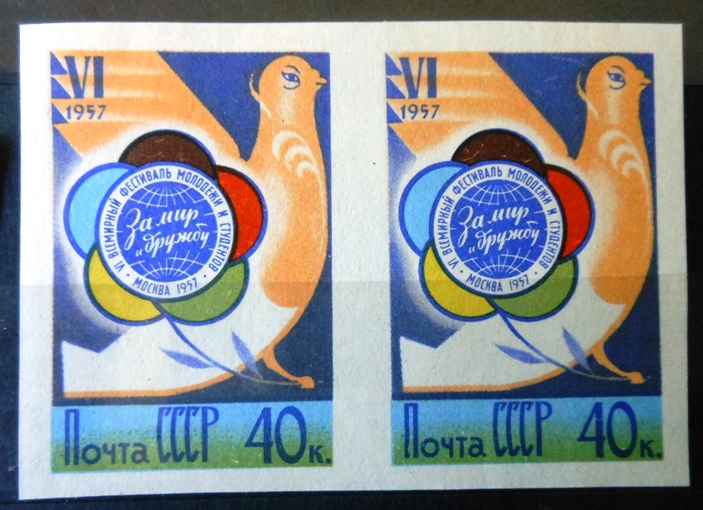 VI
1957
VI ВСЕМИРНЫЙ ФЕСТИВАЛЬ МОЛОДЕЖИ И СТУДЕНТОВ
• МОСКВА 1957 •
За мир
и дружбу
Почта СССР 40к.
VI
1957
VI ВСЕМИРНЫЙ ФЕСТИВАЛЬ МОЛОДЕЖИ И СТУДЕНТОВ
• МОСКВА 1957 •
За мир
и дружбу
Почта СССР 40к.